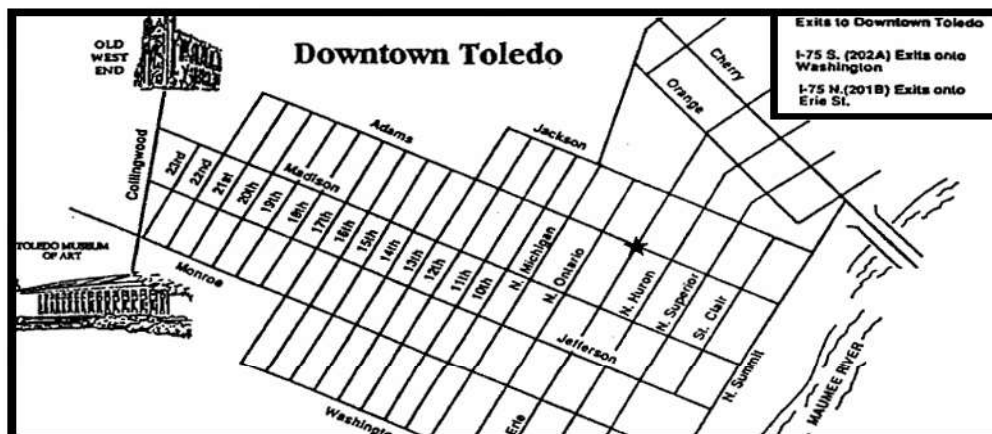 OLD
WEST
END
Downtown Toledo
Exits to Downtown Toledo
I-75 S. (202A) Exits onto
Washington
I-75 N.(201B) Exits onto
Erie St.
Cherry
Orange
Jackson
Adams
Madison
Collingwood
23rd
22nd
21st
20th
19th
18th
17th
16th
15th
14th
13th
12th
11th
10th
N. Michigan
N. Ontario
N. Huron
N. Superior
St. Clair
N. Summit
TOLEDO MUSEUM
OF ART
Monroe
Jefferson
Washington
Erie
MAUMEE RIVER